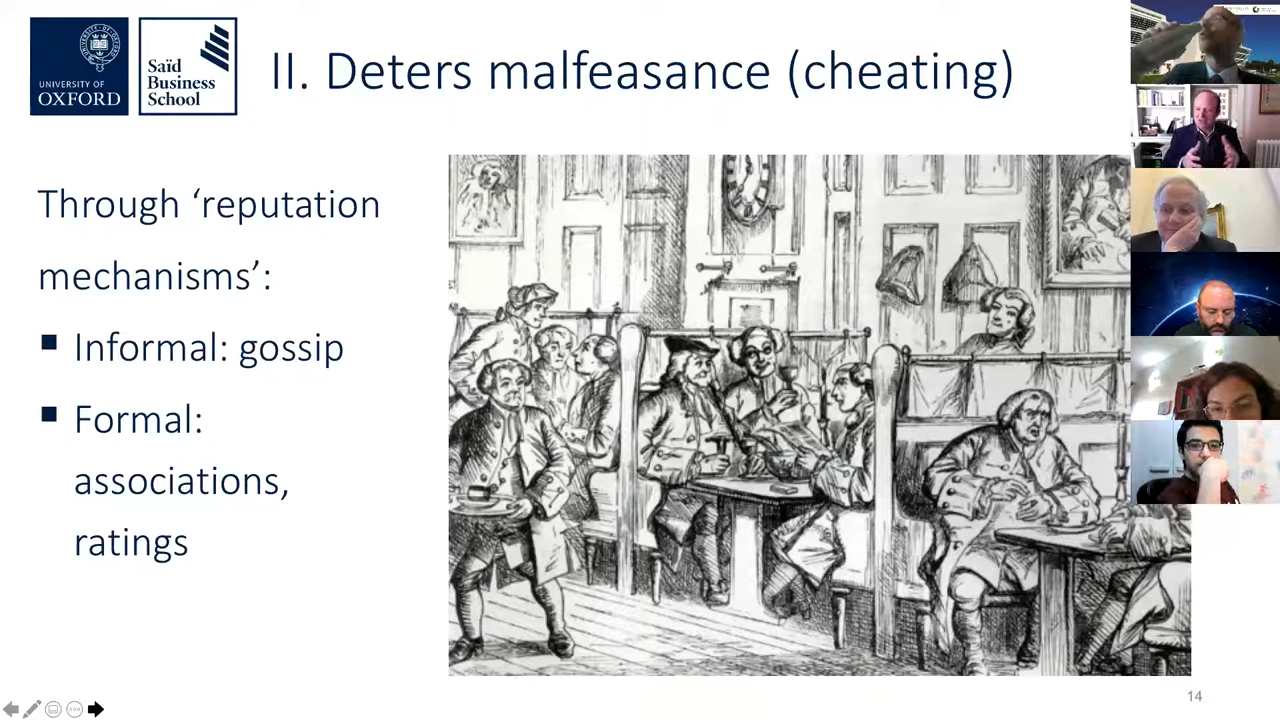 UNIVERSITY OF
OXFORD
Saïd
Business
School
II. Deters malfeasance (cheating)
Through ‘reputation
mechanisms’:
▪ Informal: gossip
▪ Formal:
associations,
ratings
14